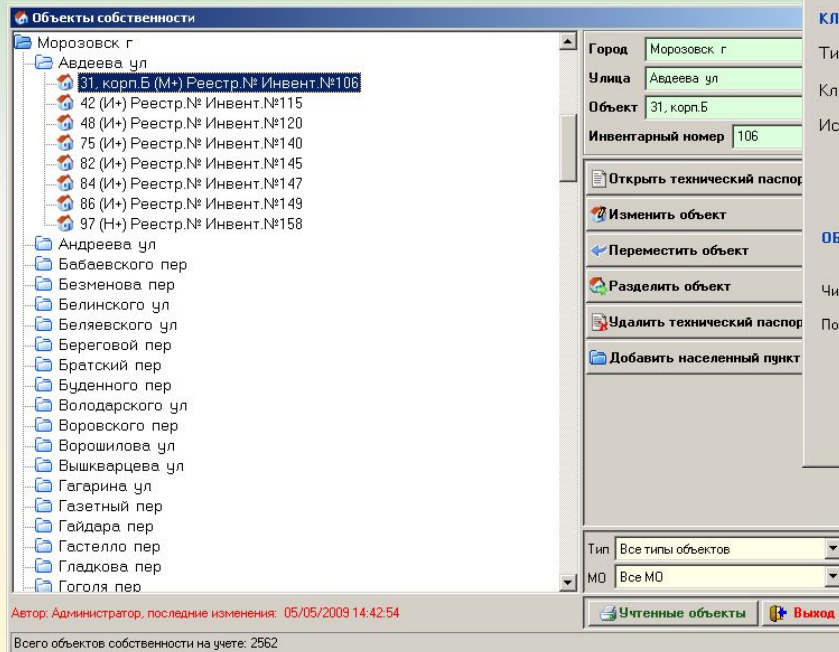 Объекты собственности
Морозовск г
Авдеева ул
31, корп.Б (М+) Реестр.№ Инвент.№106
42 (И+) Реестр.№ Инвент.№115
48 (И+) Реестр.№ Инвент.№120
75 (И+) Реестр.№ Инвент.№140
82 (И+) Реестр.№ Инвент.№145
84 (И+) Реестр.№ Инвент.№147
86 (И+) Реестр.№ Инвент.№149
97 (Н+) Реестр.№ Инвент.№158
Андреева ул
Бабаевского пер
Безменова пер
Белинского ул
Беляевского ул
Береговой пер
Братский пер
Буденного пер
Володарского ул
Воровского пер
Ворошилова ул
Вышкварцева ул
Гагарина ул
Газетный пер
Гайдара пер
Гастелло пер
Гладкова пер
Гоголя пер
Город Морозовск г
Улица Авдеева ул
Объект 31, корп.Б
Инвентарный номер 106
Открыть технический паспор
Изменить объект
Переместить объект
Разделить объект
Удалить технический паспор
Добавить населенный пункт
Тип Все типы объектов
МО Все МО
Учтенные объекты Выход
Автор: Администратор, последние изменения: 05/05/2009 14:42:54
Всего объектов собственности на учете: 2562
КЛ
Ти
Кл
Ис
ОБ
Чи
По